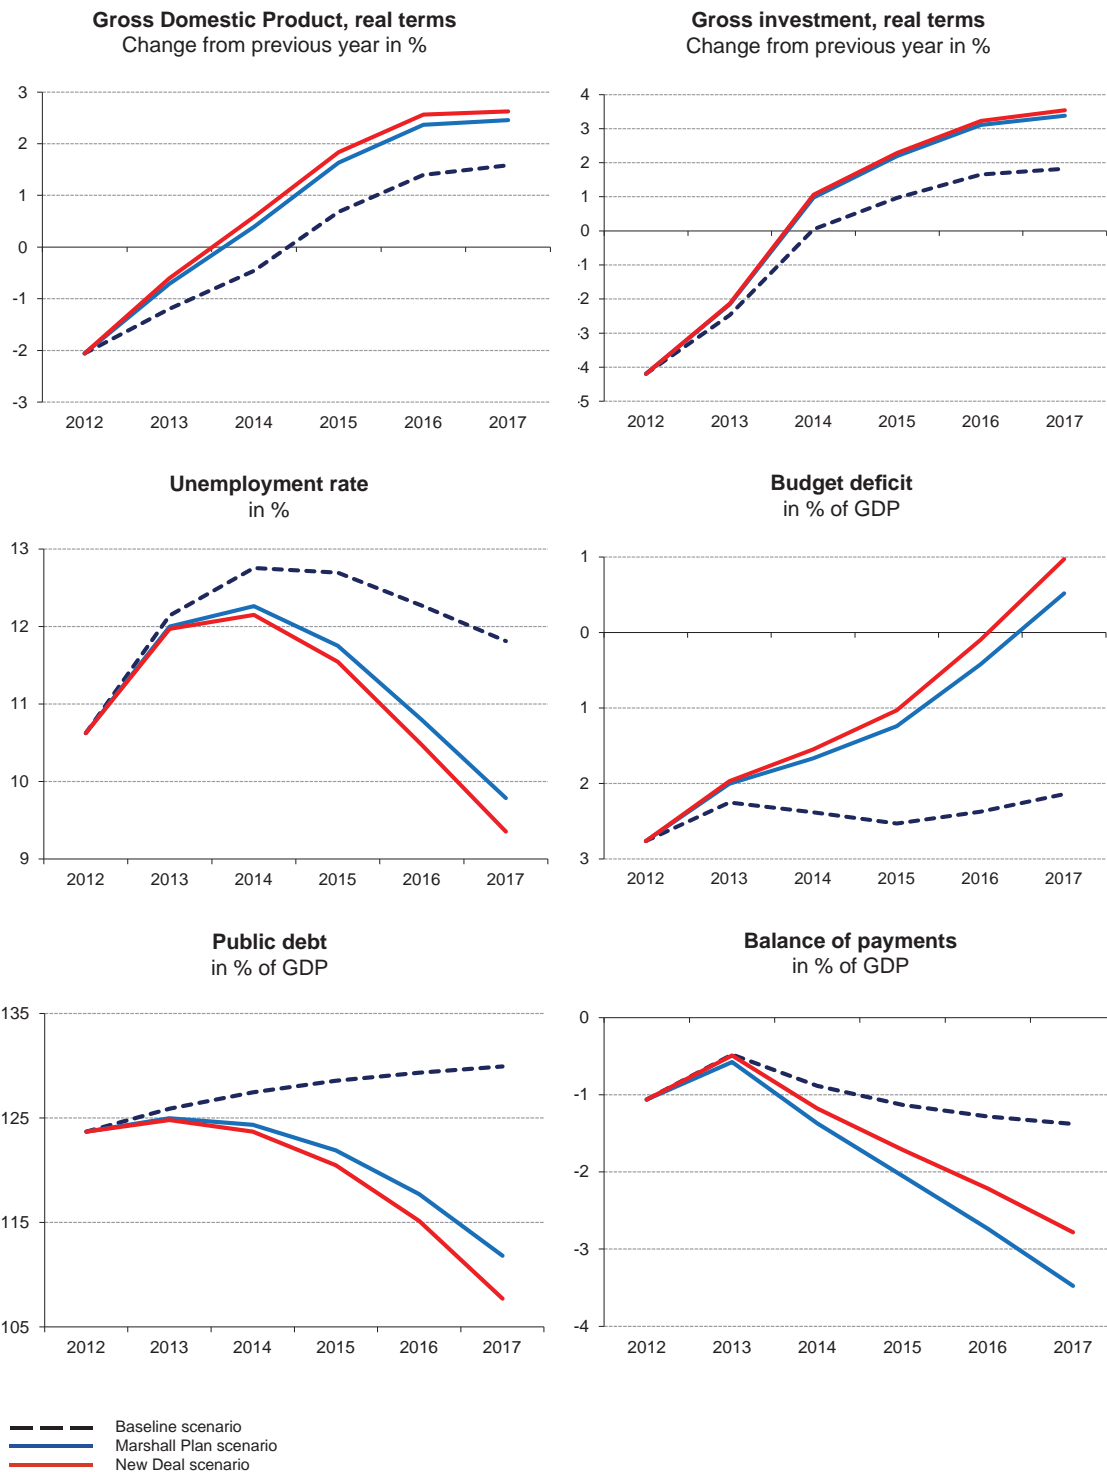 Gross Domestic Product, real terms
Change from previous year in %
3
2
1
0
-1
-2
-3
2012 2013 2014 2015 2016 2017
Gross investment, real terms
Change from previous year in %
4
3
2
1
0
-1
-2
-3
-4
-5
2012 2013 2014 2015 2016 2017
Unemployment rate
in %
13
12
11
10
9
2012 2013 2014 2015 2016 2017
Budget deficit
in % of GDP
1
0
1
2
3
2012 2013 2014 2015 2016 2017
Public debt
in % of GDP
135
125
115
105
2012 2013 2014 2015 2016 2017
Balance of payments
in % of GDP
0
-1
-2
-3
-4
2012 2013 2014 2015 2016 2017
Baseline scenario
Marshall Plan scenario
New Deal scenario